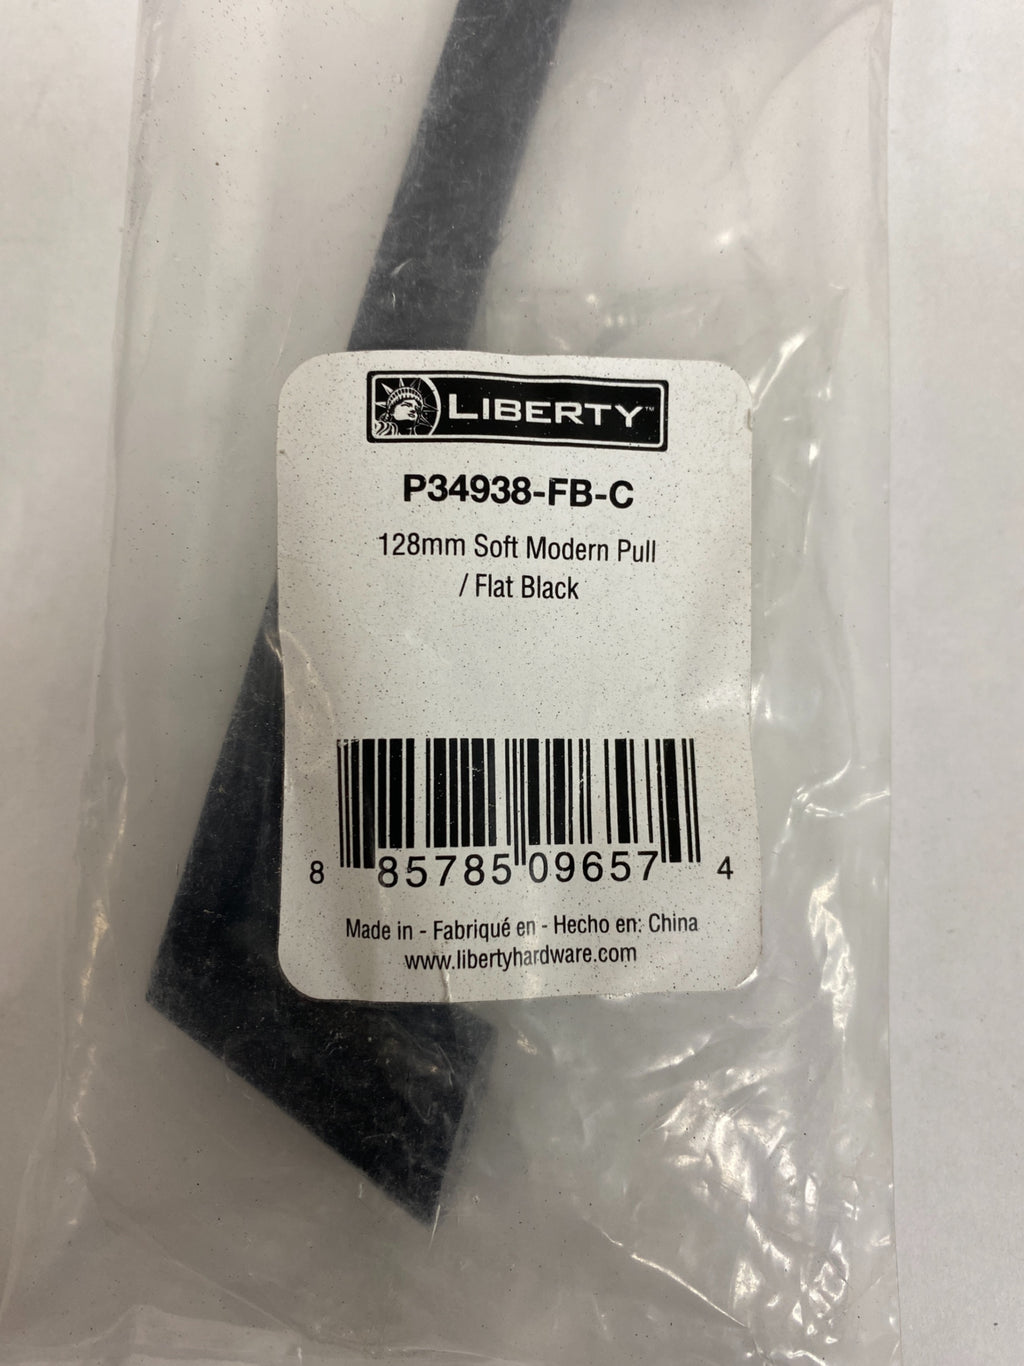 LIBERTY™
P34938-FB-C
128mm Soft Modern Pull
/ Flat Black
8 85785 09657 4
Made in - Fabriqué en - Hecho en: China
www.libertyhardware.com